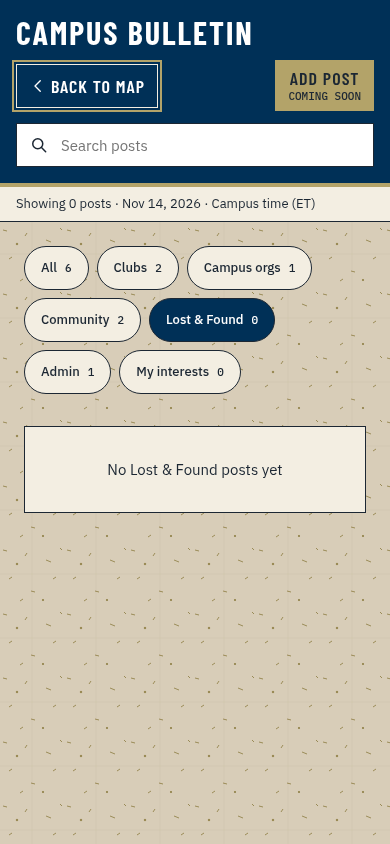 CAMPUS BULLETIN
BACK TO MAP
ADD POST
COMING SOON
Search posts
Showing 0 posts · Nov 14, 2026 · Campus time (ET)
All 6
Clubs 2
Campus orgs 1
Community 2
Lost & Found 0
Admin 1
My interests 0
No Lost & Found posts yet